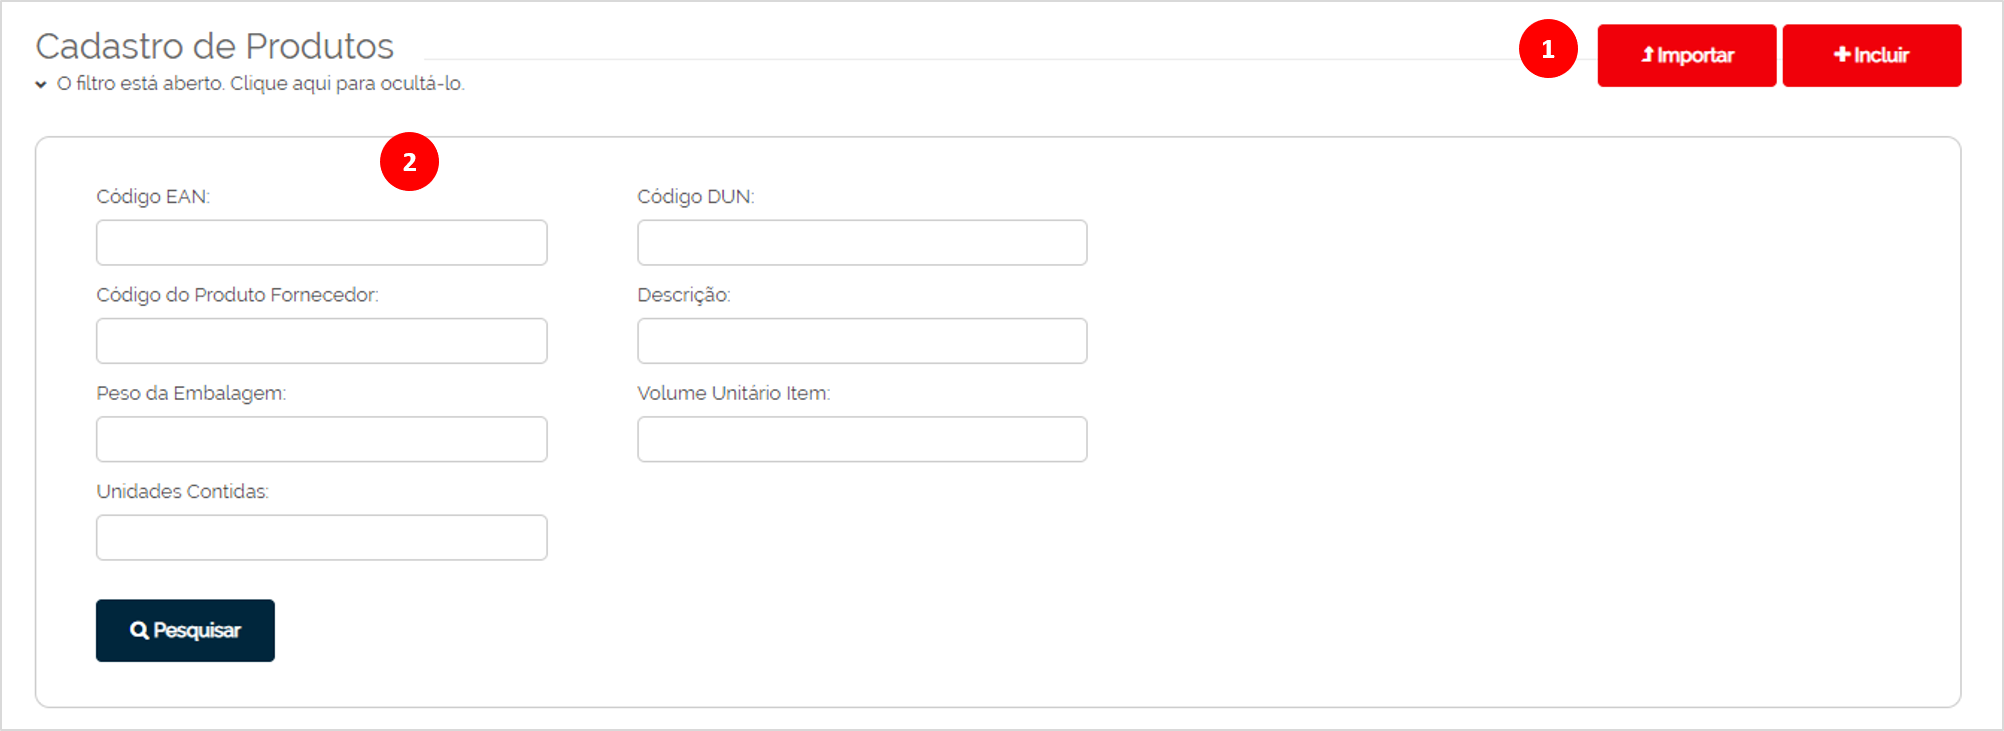 Cadastro de Produtos
1
Importar
Incluir
O filtro está aberto. Clique aqui para ocultá-lo.
2
Código EAN:
Código DUN:
Código do Produto Fornecedor:
Descrição:
Peso da Embalagem:
Volume Unitário Item:
Unidades Contidas:
Pesquisar